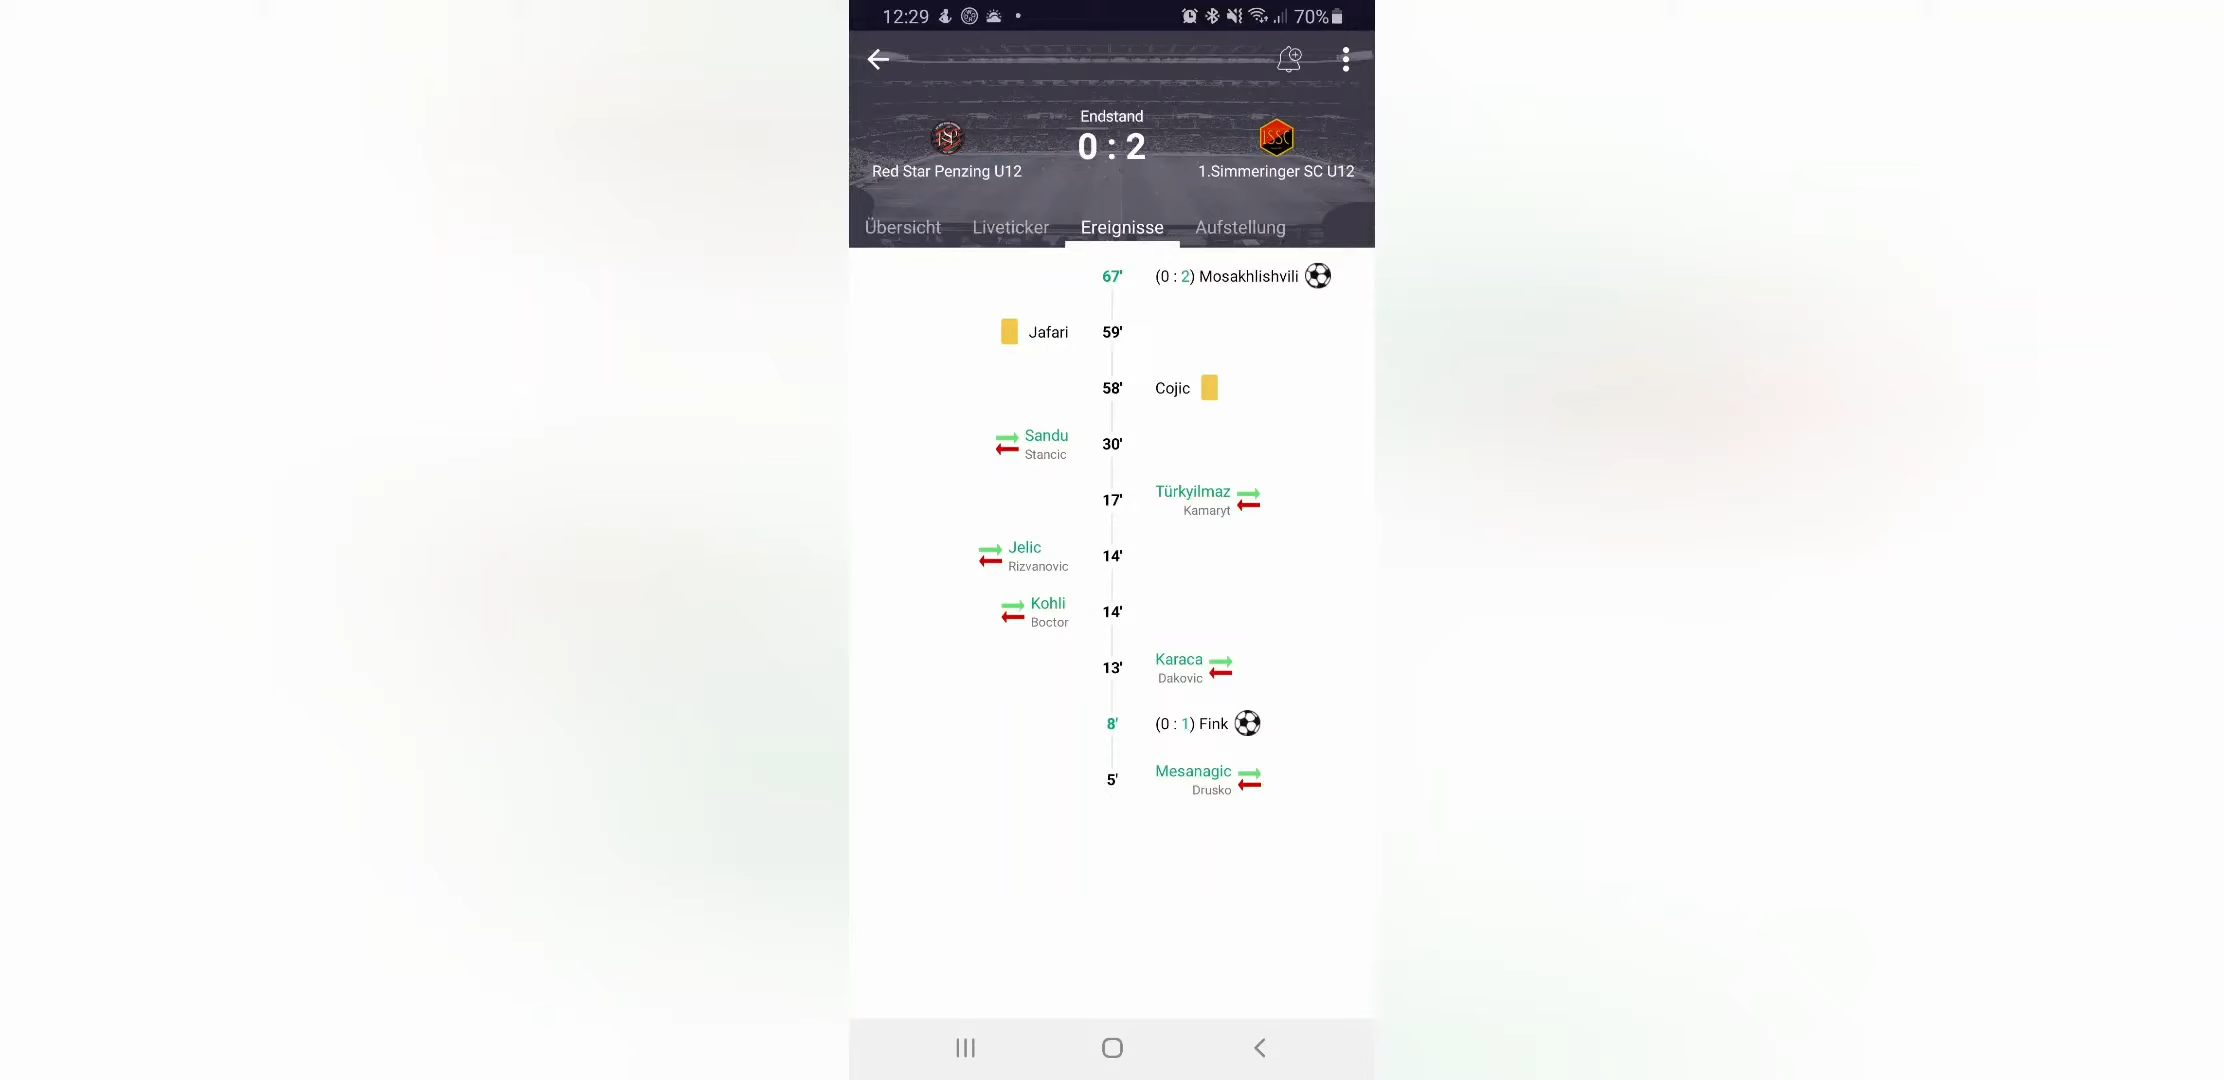 12:29 70%
Endstand
0 : 2
Red Star Penzing U12 1.Simmeringer SC U12
Übersicht Liveticker Ereignisse Aufstellung
67' (0 : 2) Mosakhlishvili
Jafari 59'
58' Cojic
Sandu
Stancic 30'
17' Türkyilmaz
Kamaryt
Jelic
Rizvanovic 14'
Kohli
Boctor 14'
13' Karaca
Dakovic
8' (0 : 1) Fink
5' Mesanagic
Drusko